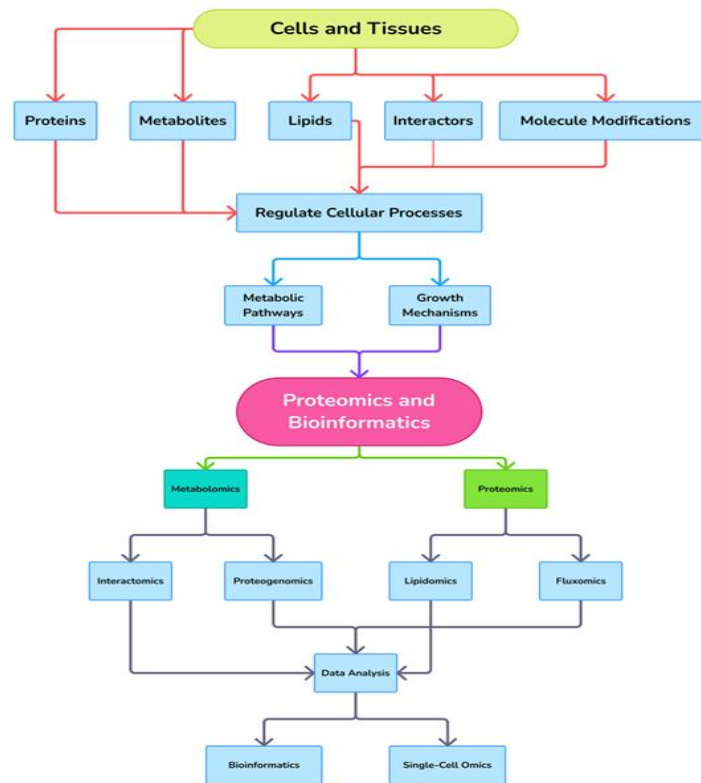 Cells and Tissues
Proteins
Metabolites
Lipids
Interactors
Molecule Modifications
Regulate Cellular Processes
Metabolic
Pathways
Growth
Mechanisms
Proteomics and
Bioinformatics
Metabolomics
Proteomics
Interactomics
Proteogenomics
Lipidomics
Fluxomics
Data Analysis
Bioinformatics
Single-Cell Omics